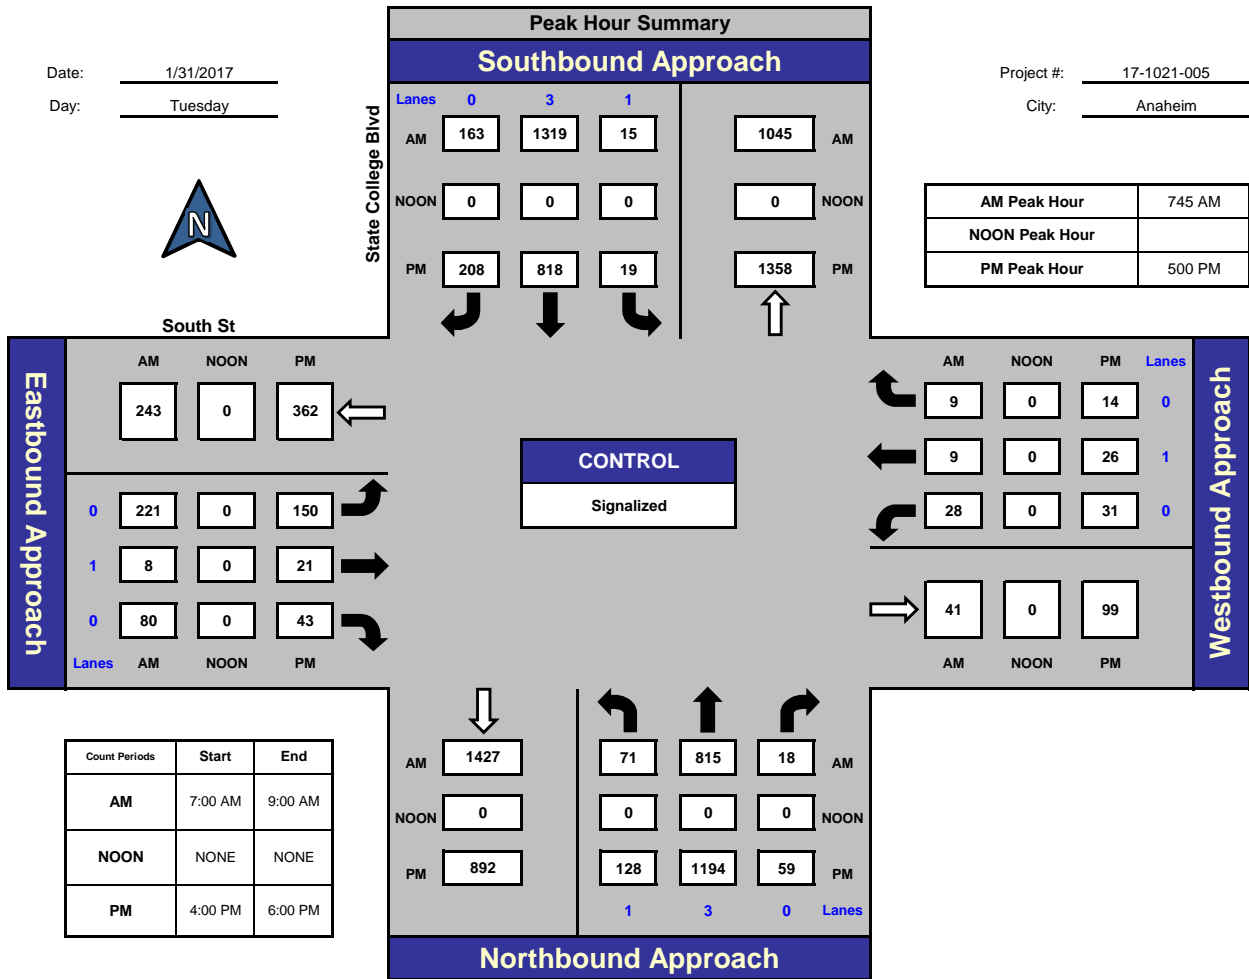 Peak Hour Summary
Southbound Approach
Date: 1/31/2017
Day: Tuesday
Project #: 17-1021-005
City: Anaheim
N
State College Blvd
Lanes 0 3 1
AM 163 1319 15 1045 AM
NOON 0 0 0 0 NOON
PM 208 818 19 1358 PM
AM Peak Hour 745 AM
NOON Peak Hour
PM Peak Hour 500 PM
South St
Eastbound Approach
AM NOON PM
243 0 362
0 221 0 150
1 8 0 21
0 80 0 43
Lanes AM NOON PM
CONTROL
Signalized
AM NOON PM Lanes
9 0 14 0
9 0 26 1
28 0 31 0
41 0 99
AM NOON PM
Westbound Approach
Count Periods Start End
AM 7:00 AM 9:00 AM
NOON NONE NONE
PM 4:00 PM 6:00 PM
AM 1427 71 815 18 AM
NOON 0 0 0 0 NOON
PM 892 128 1194 59 PM
1 3 0 Lanes
Northbound Approach